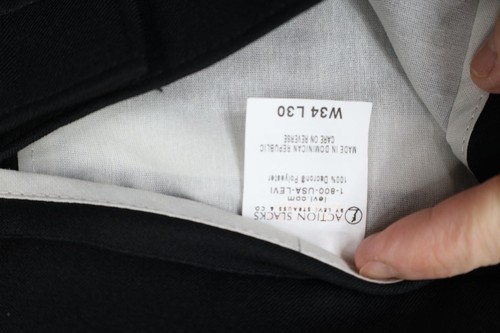 ACTION SLACKS
BY LEVI STRAUSS & CO.
levi.com
1-800-USA-LEVI
100% Dacron® Polyester
MADE IN DOMINICAN REPUBLIC
CARE ON REVERSE
W34 L30